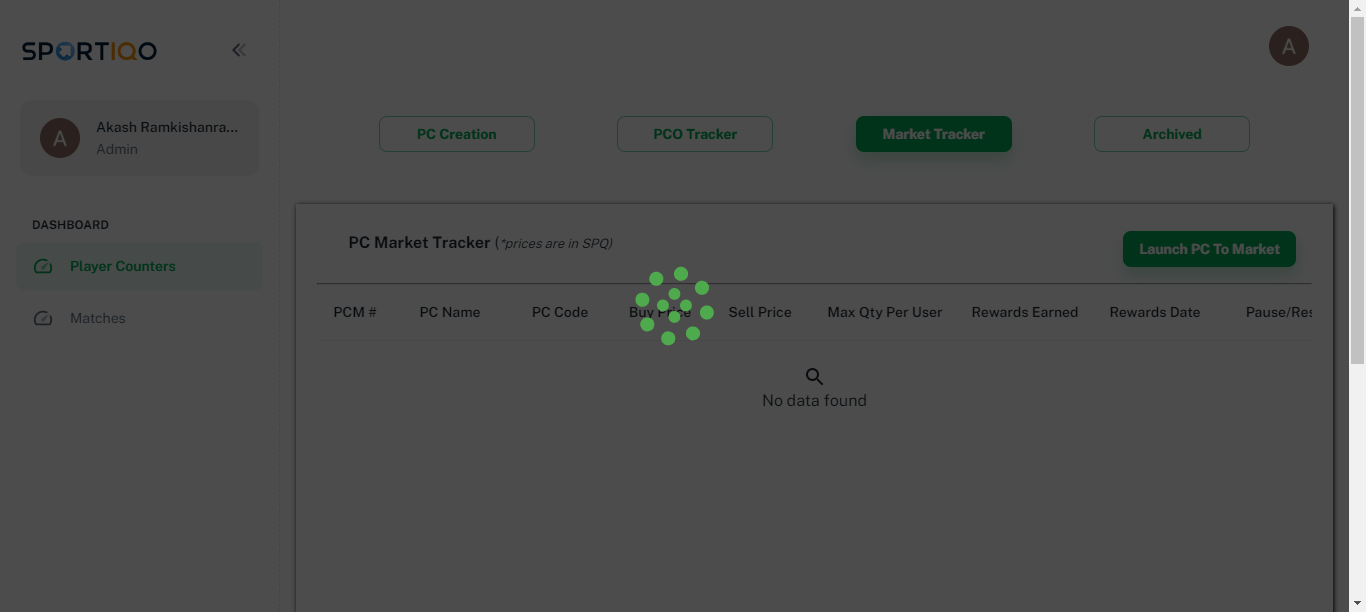 SPORTIQO
A
A
Akash Ramkishanra...
Admin
PC Creation
PCO Tracker
Market Tracker
Archived
DASHBOARD
Player Counters
Matches
PC Market Tracker (*prices are in SPQ)
Launch PC To Market
PCM # PC Name PC Code Buy Price Sell Price Max Qty Per User Rewards Earned Rewards Date Pause/Res
No data found